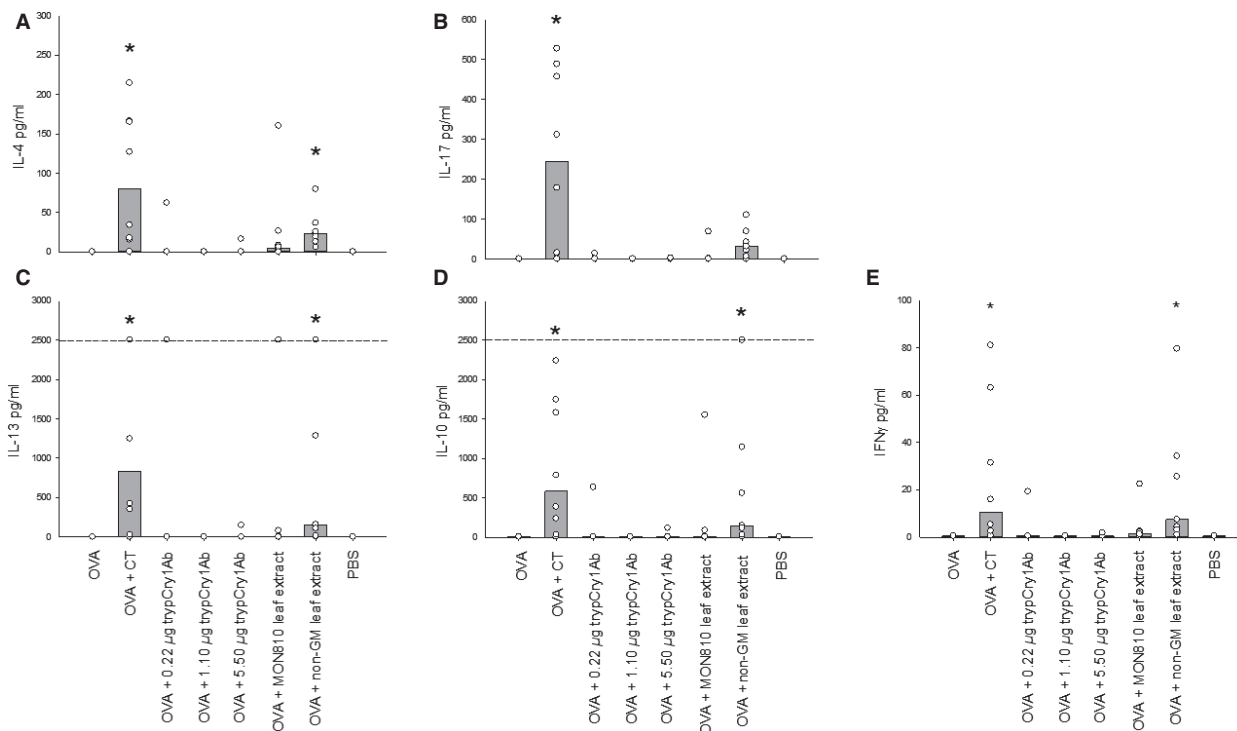 A
300
250
200
150
100
50
0
IL-4 pg/ml
*
*
B
600
500
400
300
200
100
0
IL-17 pg/ml
*
C
3000
2500
2000
1500
1000
500
0
IL-13 pg/ml
*
*
OVA
OVA + CT
OVA + 0.22 µg trypCry1Ab
OVA + 1.10 µg trypCry1Ab
OVA + 5.50 µg trypCry1Ab
OVA + MON810 leaf extract
OVA + non-GM leaf extract
PBS
D
3000
2500
2000
1500
1000
500
0
IL-10 pg/ml
*
*
OVA
OVA + CT
OVA + 0.22 µg trypCry1Ab
OVA + 1.10 µg trypCry1Ab
OVA + 5.50 µg trypCry1Ab
OVA + MON810 leaf extract
OVA + non-GM leaf extract
PBS
E
100
80
60
40
20
0
IFNγ pg/ml
*
*
OVA
OVA + CT
OVA + 0.22 µg trypCry1Ab
OVA + 1.10 µg trypCry1Ab
OVA + 5.50 µg trypCry1Ab
OVA + MON810 leaf extract
OVA + non-GM leaf extract
PBS